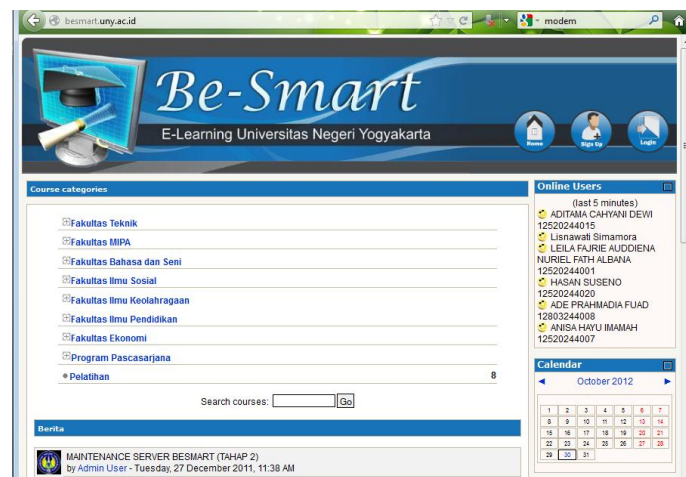 besmart.uny.ac.id
modem
Be-Smart
E-Learning Universitas Negeri Yogyakarta
Home
Sign Up
Login
Course categories
Fakultas Teknik
Fakultas MIPA
Fakultas Bahasa dan Seni
Fakultas Ilmu Sosial
Fakultas Ilmu Keolahragaan
Fakultas Ilmu Pendidikan
Fakultas Ekonomi
Program Pascasarjana
Pelatihan 8
Search courses: Go
Berita
MAINTENANCE SERVER BESMART (TAHAP 2)
by Admin User - Tuesday, 27 December 2011, 11:38 AM
Online Users
(last 5 minutes)
ADITAMA CAHYANI DEWI
12520244015
Lisnawati Simamora
LEILA FAJRIE AUDDIENA
NURIEL FATH ALBANA
12520244001
HASAN SUSENO
12520244020
ADE PRAHMADIA FUAD
12803244008
ANISA HAYU IMAMAH
12520244007
Calendar
October 2012
1 2 3 4 5 6 7
8 9 10 11 12 13 14
15 16 17 18 19 20 21
22 23 24 25 26 27 28
29 30 31